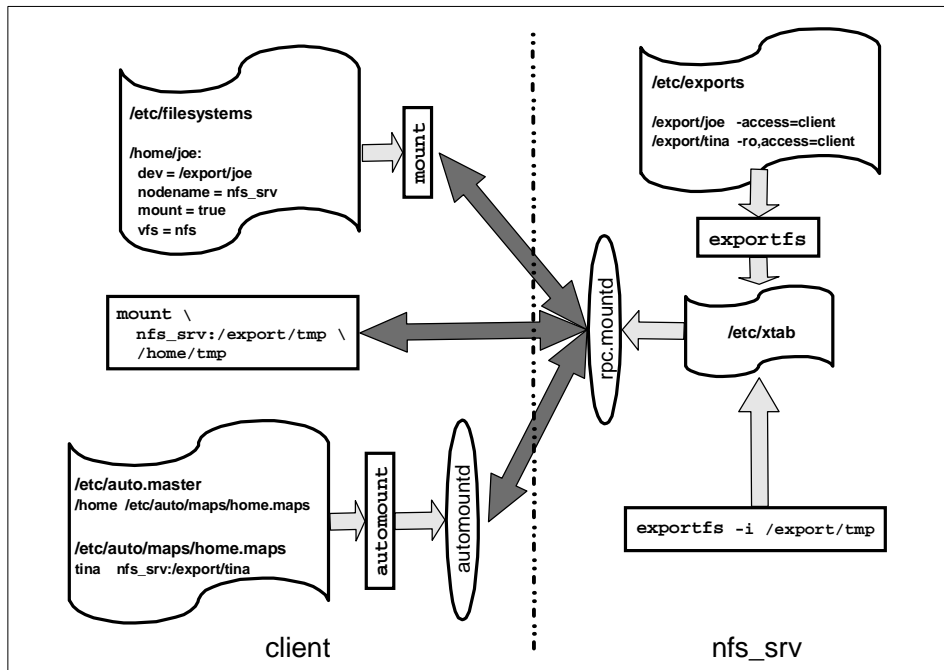 /etc/filesystems
/home/joe:
dev = /export/joe
nodename = nfs_srv
mount = true
vfs = nfs
mount
mount \
nfs_srv:/export/tmp \
/home/tmp
/etc/auto.master
/home /etc/auto/maps/home.maps
/etc/auto/maps/home.maps
tina nfs_srv:/export/tina
automount
automountd
client
/etc/exports
/export/joe -access=client
/export/tina -ro,access=client
exportfs
rpc.mountd
/etc/xtab
exportfs -i /export/tmp
nfs_srv